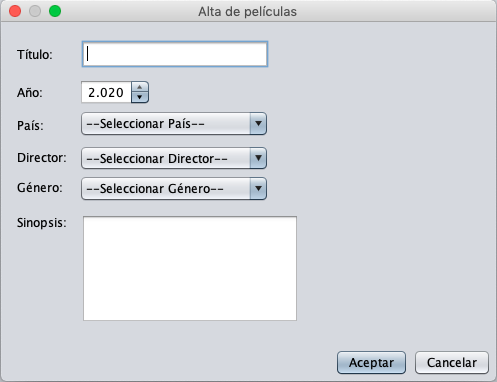 Alta de películas
Título:
Año: 2.020
País: --Seleccionar País--
Director: --Seleccionar Director--
Género: --Seleccionar Género--
Sinopsis:
Aceptar Cancelar